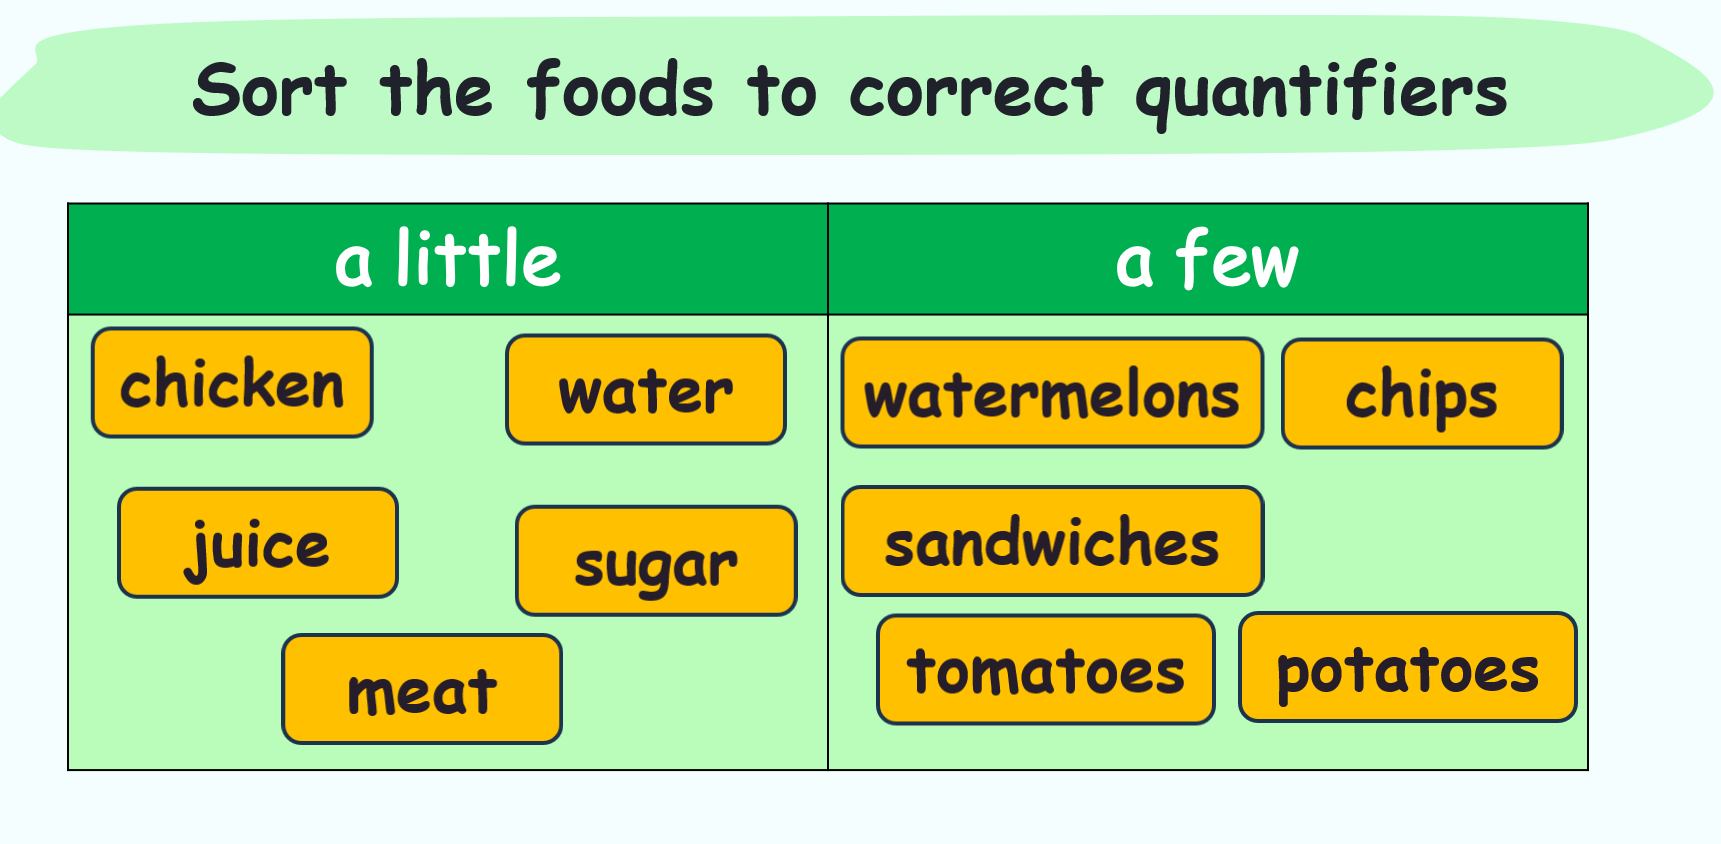 Sort the foods to correct quantifiers
a little
a few
chicken
water
juice
sugar
meat
watermelons
chips
sandwiches
tomatoes
potatoes